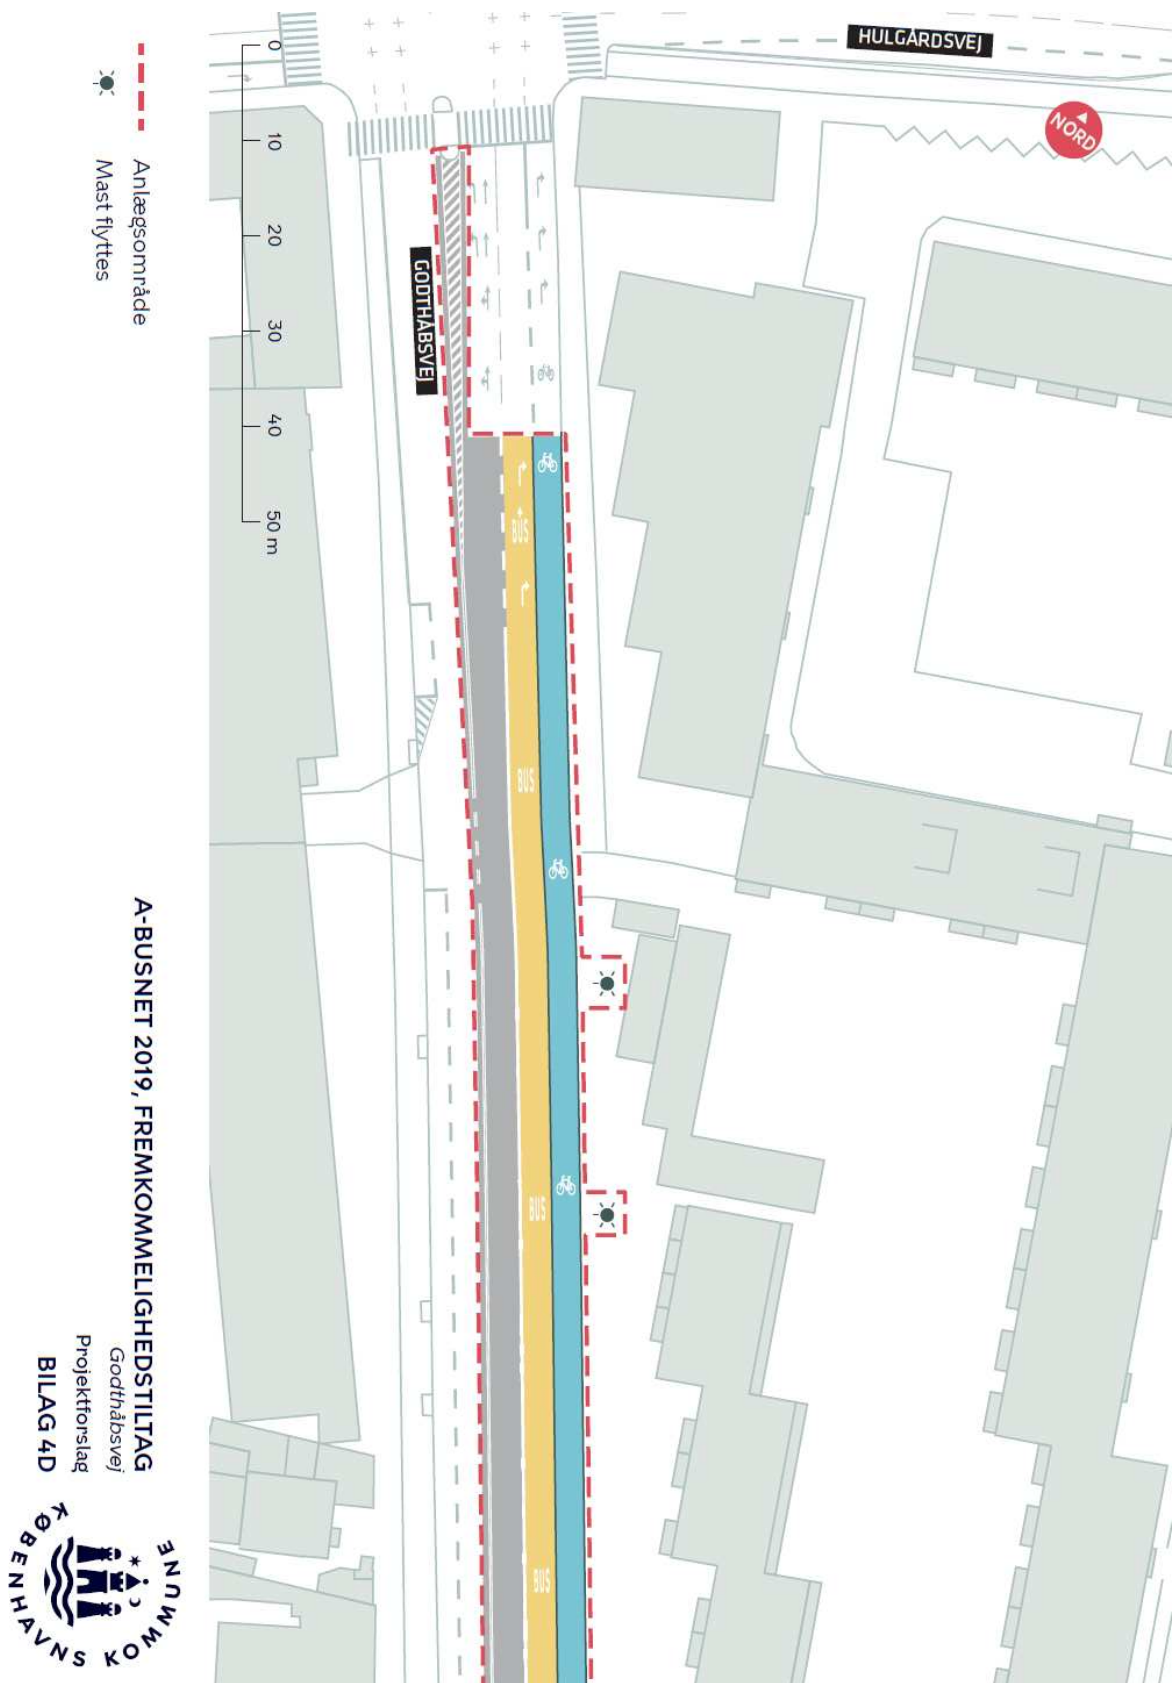 HULGÅRDSVEJ
NORD
GODTHÅBSVEJ
BUS
BUS
BUS
BUS
0
10
20
30
40
50 m
Anlægsområde
Mast flyttes
A-BUSNET 2019, FREMKOMMELIGHEDSTILTAG
Godthåbsvej
Projektforslag
BILAG 4D
KØBENHAVNS KOMMUNE